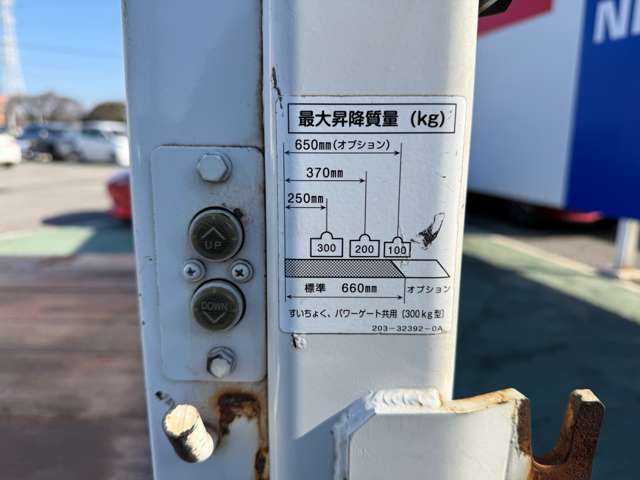 最大昇降質量 (kg)
650mm(オプション)
370mm
250mm
300 200 100
標準 660mm オプション
すいちょく、パワーゲート共用(300kg型)
203-32392-0A
UP
DOWN
NI